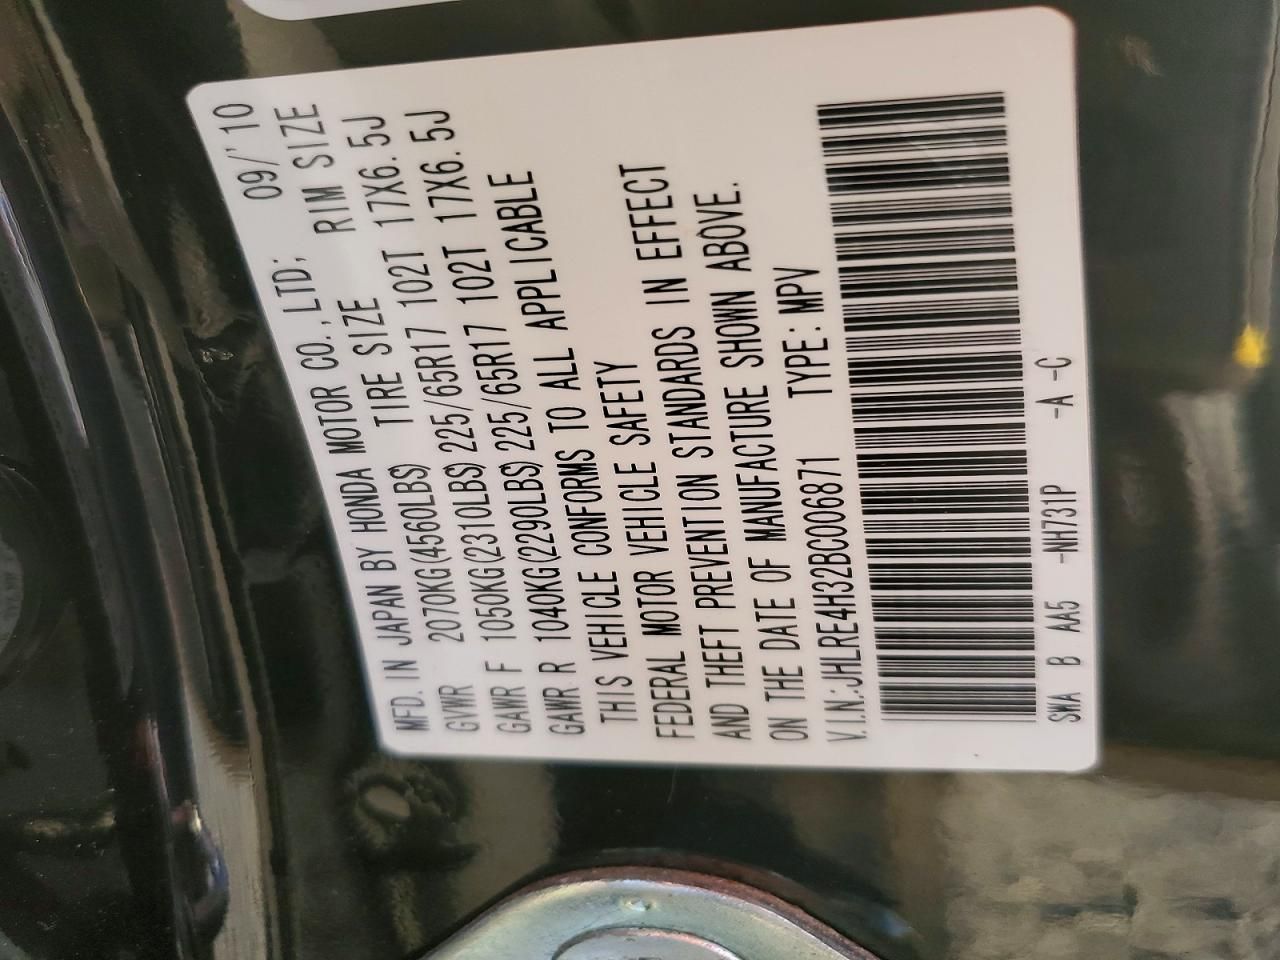 MFD. IN JAPAN BY HONDA MOTOR CO., LTD; 09/'10
GVWR 2070KG(4560LBS) TIRE SIZE RIM SIZE
GAWR F 1050KG(2310LBS) 225/65R17 102T 17X6.5J
GAWR R 1040KG(2290LBS) 225/65R17 102T 17X6.5J
THIS VEHICLE CONFORMS TO ALL APPLICABLE
FEDERAL MOTOR VEHICLE SAFETY
AND THEFT PREVENTION STANDARDS IN EFFECT
ON THE DATE OF MANUFACTURE SHOWN ABOVE.
V.I.N.:JHLRE4H32BC006871 TYPE:MPV
SWA B AA5 -NH731P -A -C